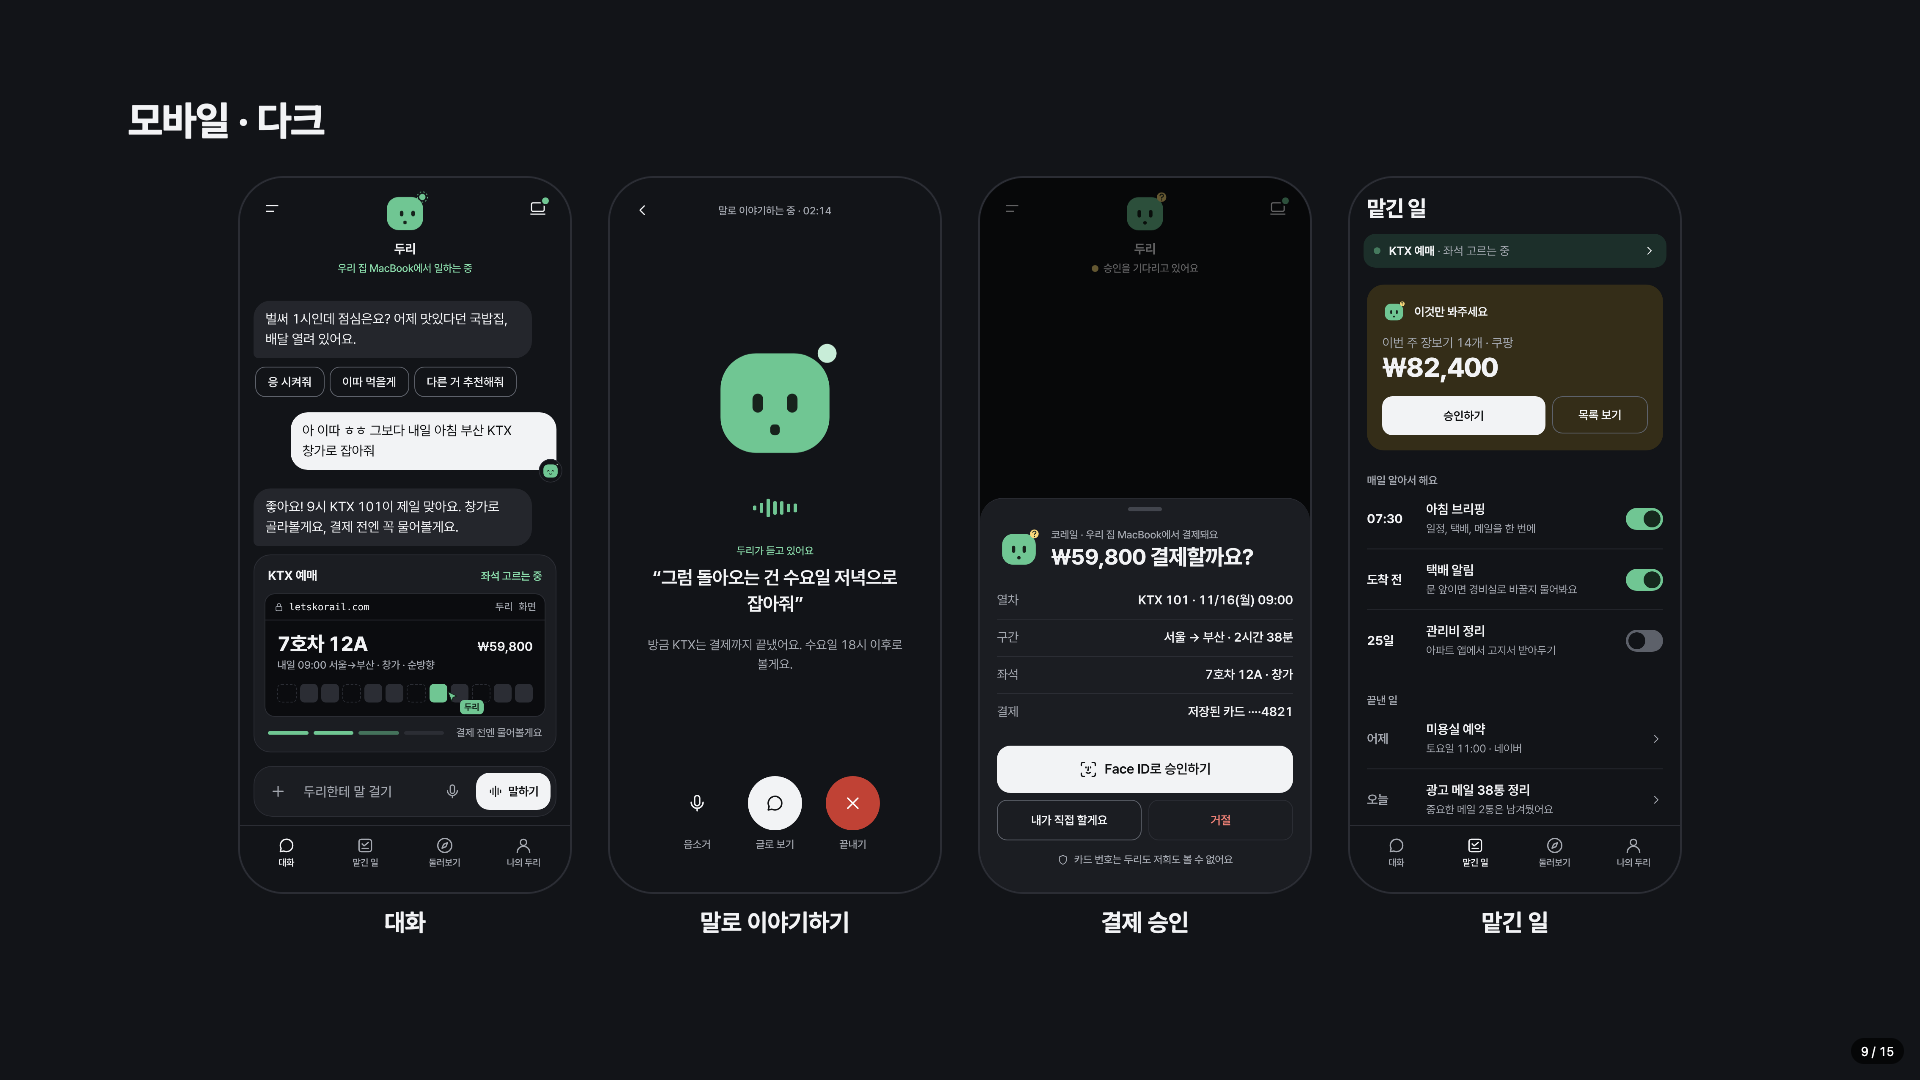 모바일 · 다크
두리
우리 집 MacBook에서 일하는 중
벌써 1시인데 점심은요? 어제 맛있다던 국밥집,
배달 열려 있어요.
응 시켜줘
이따 먹을게
다른 거 추천해줘
아 이따 ㅎㅎ 그보다 내일 아침 부산 KTX
창가로 잡아줘
좋아요! 9시 KTX 101이 제일 맞아요. 창가로
골라볼게요, 결제 전엔 꼭 물어볼게요.
KTX 예매
좌석 고르는 중
letskorail.com
두리 화면
7호차 12A
₩59,800
내일 09:00 서울→부산 · 창가 · 순방향
두리
결제 전엔 물어볼게요
두리한테 말 걸기
말하기
대화
맡긴 일
둘러보기
나의 두리
대화
말로 이야기하는 중 · 02:14
두리가 듣고 있어요
“그럼 돌아오는 건 수요일 저녁으로
잡아줘”
방금 KTX는 결제까지 끝냈어요. 수요일 18시 이후로
볼게요.
음소거
글로 보기
끝내기
말로 이야기하기
두리
승인을 기다리고 있어요
코레일 · 우리 집 MacBook에서 결제돼요
₩59,800 결제할까요?
열차
KTX 101 · 11/16(월) 09:00
구간
서울 → 부산 · 2시간 38분
좌석
7호차 12A · 창가
결제
저장된 카드 ····4821
Face ID로 승인하기
내가 직접 할게요
거절
카드 번호는 두리도 저희도 볼 수 없어요
결제 승인
맡긴 일
KTX 예매 · 좌석 고르는 중
이것만 봐주세요
이번 주 장보기 14개 · 쿠팡
₩82,400
승인하기
목록 보기
매일 알아서 해요
07:30
아침 브리핑
일정, 택배, 메일을 한 번에
도착 전
택배 알림
문 앞이면 경비실로 바꿀지 물어봐요
25일
관리비 정리
아파트 앱에서 고지서 받아두기
끝낸 일
어제
미용실 예약
토요일 11:00 · 네이버
오늘
광고 메일 38통 정리
중요한 메일 2통은 남겨뒀어요
대화
맡긴 일
둘러보기
나의 두리
맡긴 일
9 / 15